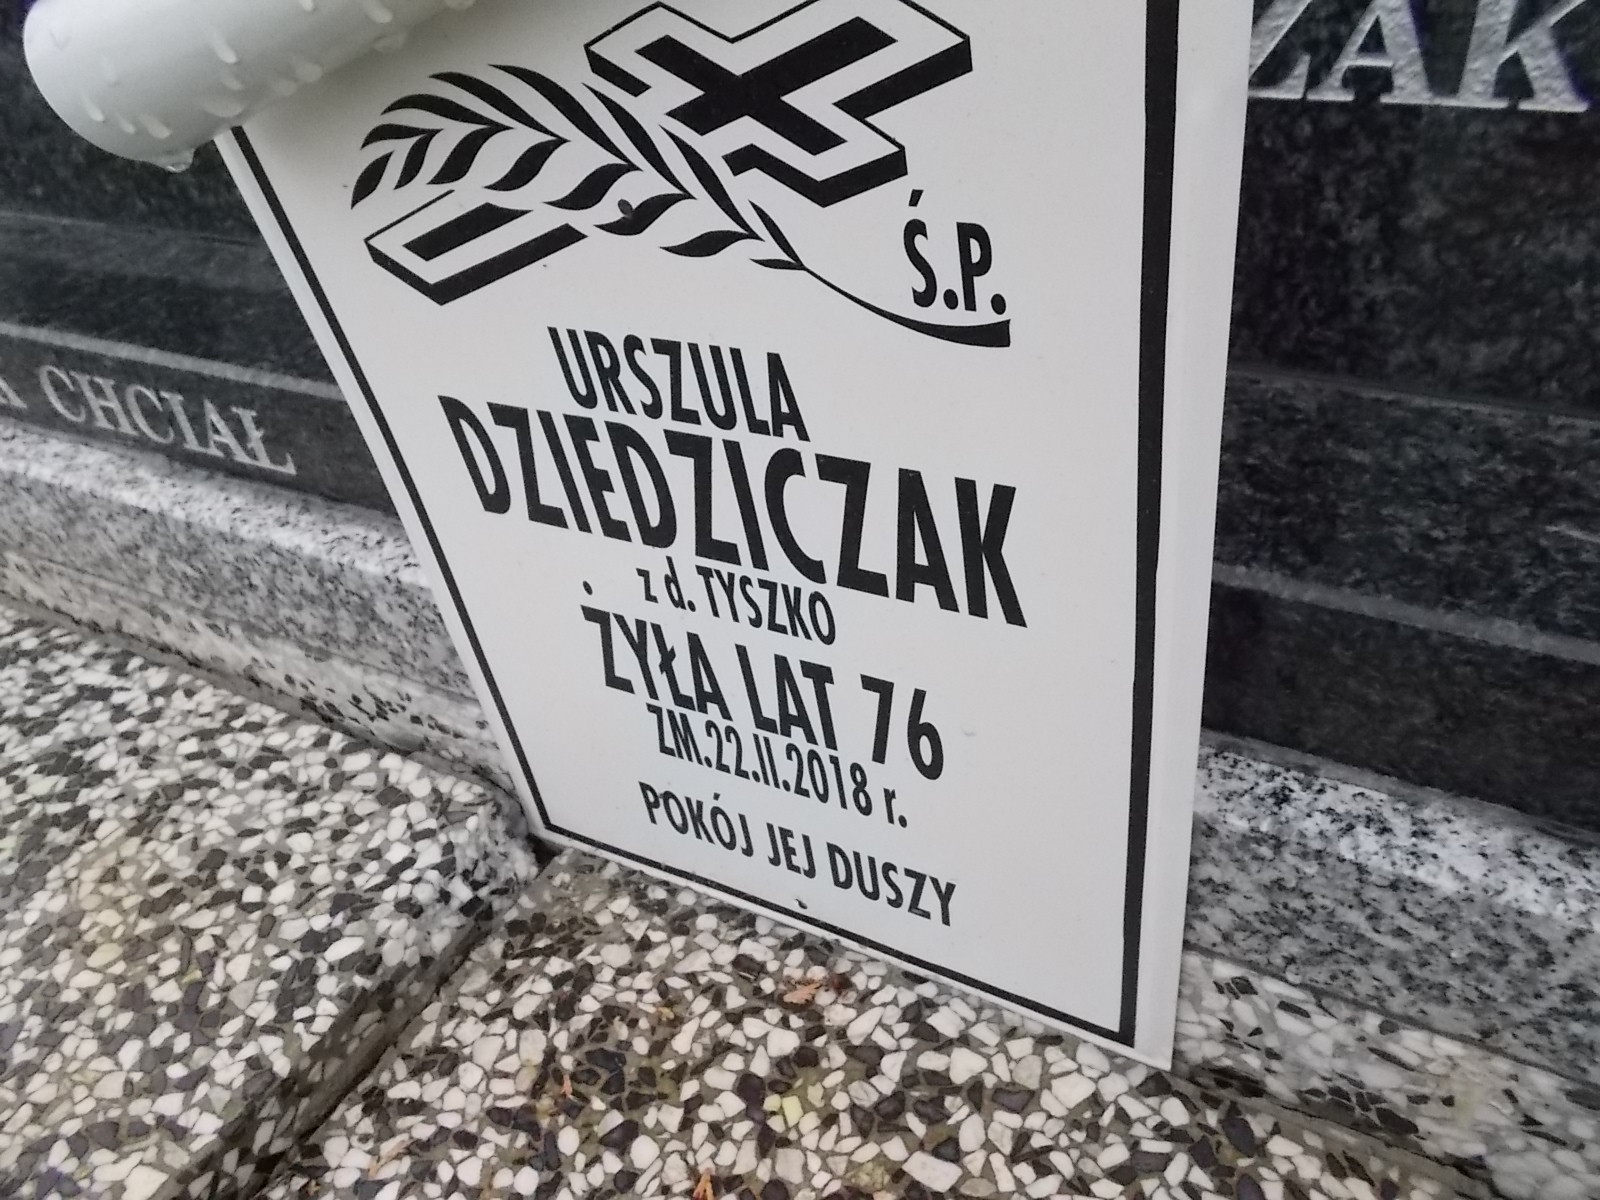 ZAK
Ś.P.
URSZULA
DZIEDZICZAK
z d. TYSZKO
ŻYŁA LAT 76
ZM.22.II.2018 r.
POKÓJ JEJ DUSZY
A CHCIAŁ